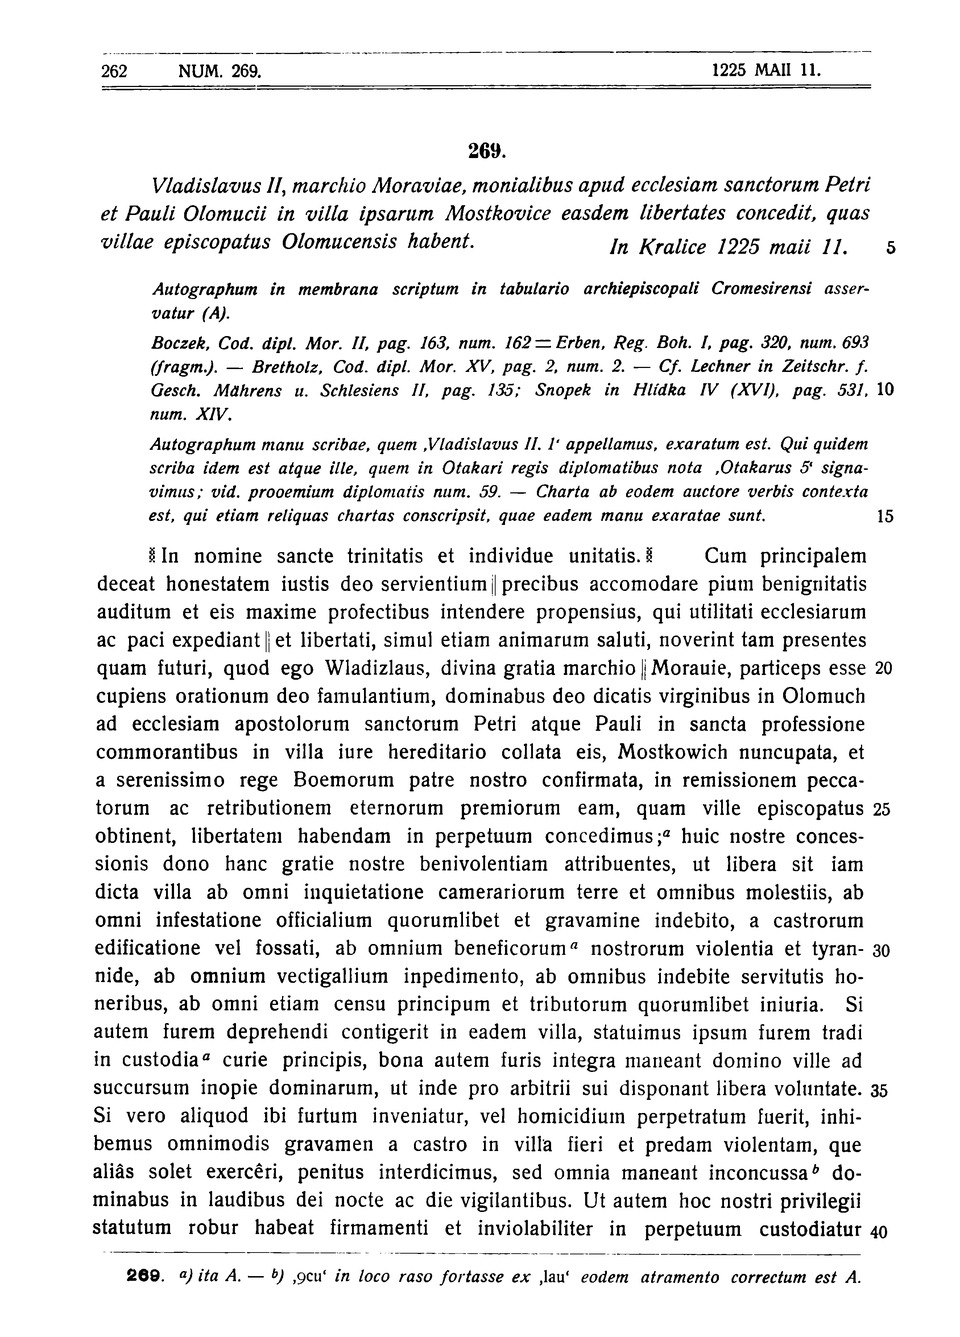 262 NUM. 269. 1225 MAII 11.
269.
Vladislavus II, marchio Moraviae, monialibus apud ecclesiam sanctorum Petri
et Pauli Olomucii in villa ipsarum Mostkovice easdem libertates concedit, quas
villae episcopatus Olomucensis habent. In Kralice 1225 maii 11. 5
Autographum in membrana scriptum in tabulario archiepiscopali Cromesirensi asser-
vatur (A).
Boczek, Cod. dipl. Mor. II, pag. 163, num. 162 = Erben, Reg. Boh. I, pag. 320, num. 693
(fragm.). — Bretholz, Cod. dipl. Mor. XV, pag. 2, num. 2. — Cf. Lechner in Zeitschr. f.
Gesch. Mährens u. Schlesiens II, pag. 135; Snopek in Hlídka IV (XVI), pag. 531, 10
num. XIV.
Autographum manu scribae, quem ‚Vladislavus II. 1‘ appellamus, exaratum est. Qui quidem
scriba idem est atque ille, quem in Otakari regis diplomatibus nota ‚Otakarus 5‘ signa-
vimus; vid. prooemium diplomatis num. 59. — Charta ab eodem auctore verbis contexta
est, qui etiam reliquas chartas conscripsit, quae eadem manu exaratae sunt. 15
⁑ In nomine sancte trinitatis et individue unitatis. ⁑ Cum principalem
deceat honestatem iustis deo servientium || precibus accomodare pium benignitatis
auditum et eis maxime profectibus intendere propensius, qui utilitati ecclesiarum
ac paci expediant || et libertati, simul etiam animarum saluti, noverint tam presentes
quam futuri, quod ego Wladizlaus, divina gratia marchio || Morauie, particeps esse 20
cupiens orationum deo famulantium, dominabus deo dicatis virginibus in Olomuch
ad ecclesiam apostolorum sanctorum Petri atque Pauli in sancta professione
commorantibus in villa iure hereditario collata eis, Mostkowich nuncupata, et
a serenissimo rege Boemorum patre nostro confirmata, in remissionem pecca-
torum ac retributionem eternorum premiorum eam, quam ville episcopatus 25
obtinent, libertatem habendam in perpetuum concedimus;ᵃ huic nostre conces-
sionis dono hanc gratie nostre benivolentiam attribuentes, ut libera sit iam
dicta villa ab omni inquietatione camerariorum terre et omnibus molestiis, ab
omni infestatione officialium quorumlibet et gravamine indebito, a castrorum
edificatione vel fossati, ab omnium beneficorumᵃ nostrorum violentia et tyran- 30
nide, ab omnium vectigallium inpedimento, ab omnibus indebite servitutis ho-
neribus, ab omni etiam censu principum et tributorum quorumlibet iniuria. Si
autem furem deprehendi contigerit in eadem villa, statuimus ipsum furem tradi
in custodiaᵃ curie principis, bona autem furis integra maneant domino ville ad
succursum inopie dominarum, ut inde pro arbitrii sui disponant libera voluntate. 35
Si vero aliquod ibi furtum inveniatur, vel homicidium perpetratum fuerit, inhi-
bemus omnimodis gravamen a castro in villa fieri et predam violentam, que
aliâs solet exercêri, penitus interdicimus, sed omnia maneant inconcussaᵇ do-
minabus in laudibus dei nocte ac die vigilantibus. Ut autem hoc nostri privilegii
statutum robur habeat firmamenti et inviolabiliter in perpetuum custodiatur 40
269. a) ita A. — b) ‚ꝯcu‘ in loco raso fortasse ex ‚lau‘ eodem atramento correctum est A.